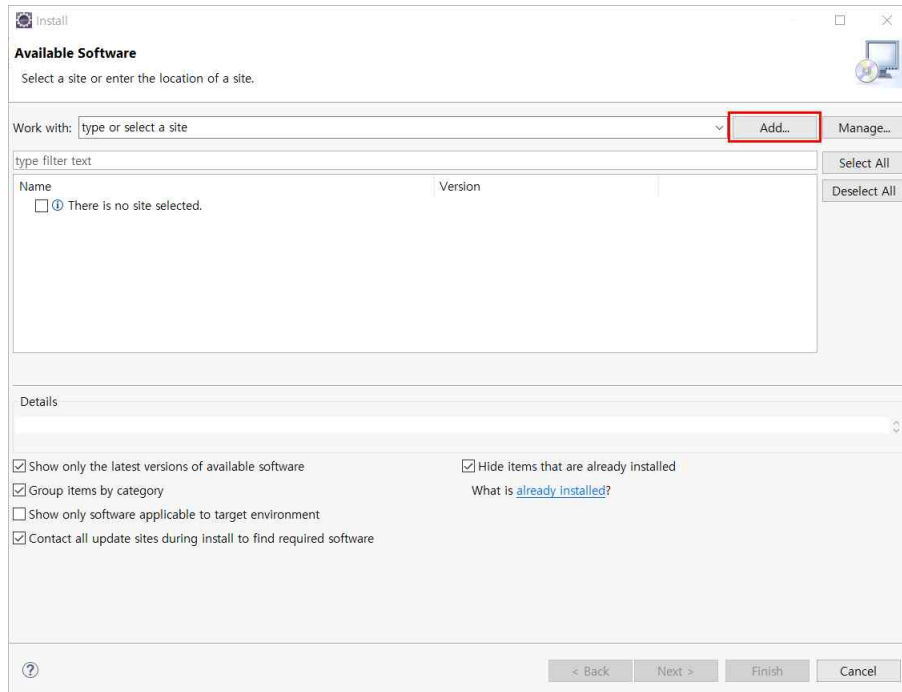 Install
Available Software
Select a site or enter the location of a site.
Work with: type or select a site Add... Manage...
type filter text Select All
Name Version Deselect All
There is no site selected.
Details
Show only the latest versions of available software Hide items that are already installed
Group items by category What is already installed?
Show only software applicable to target environment
Contact all update sites during install to find required software
? < Back Next > Finish Cancel